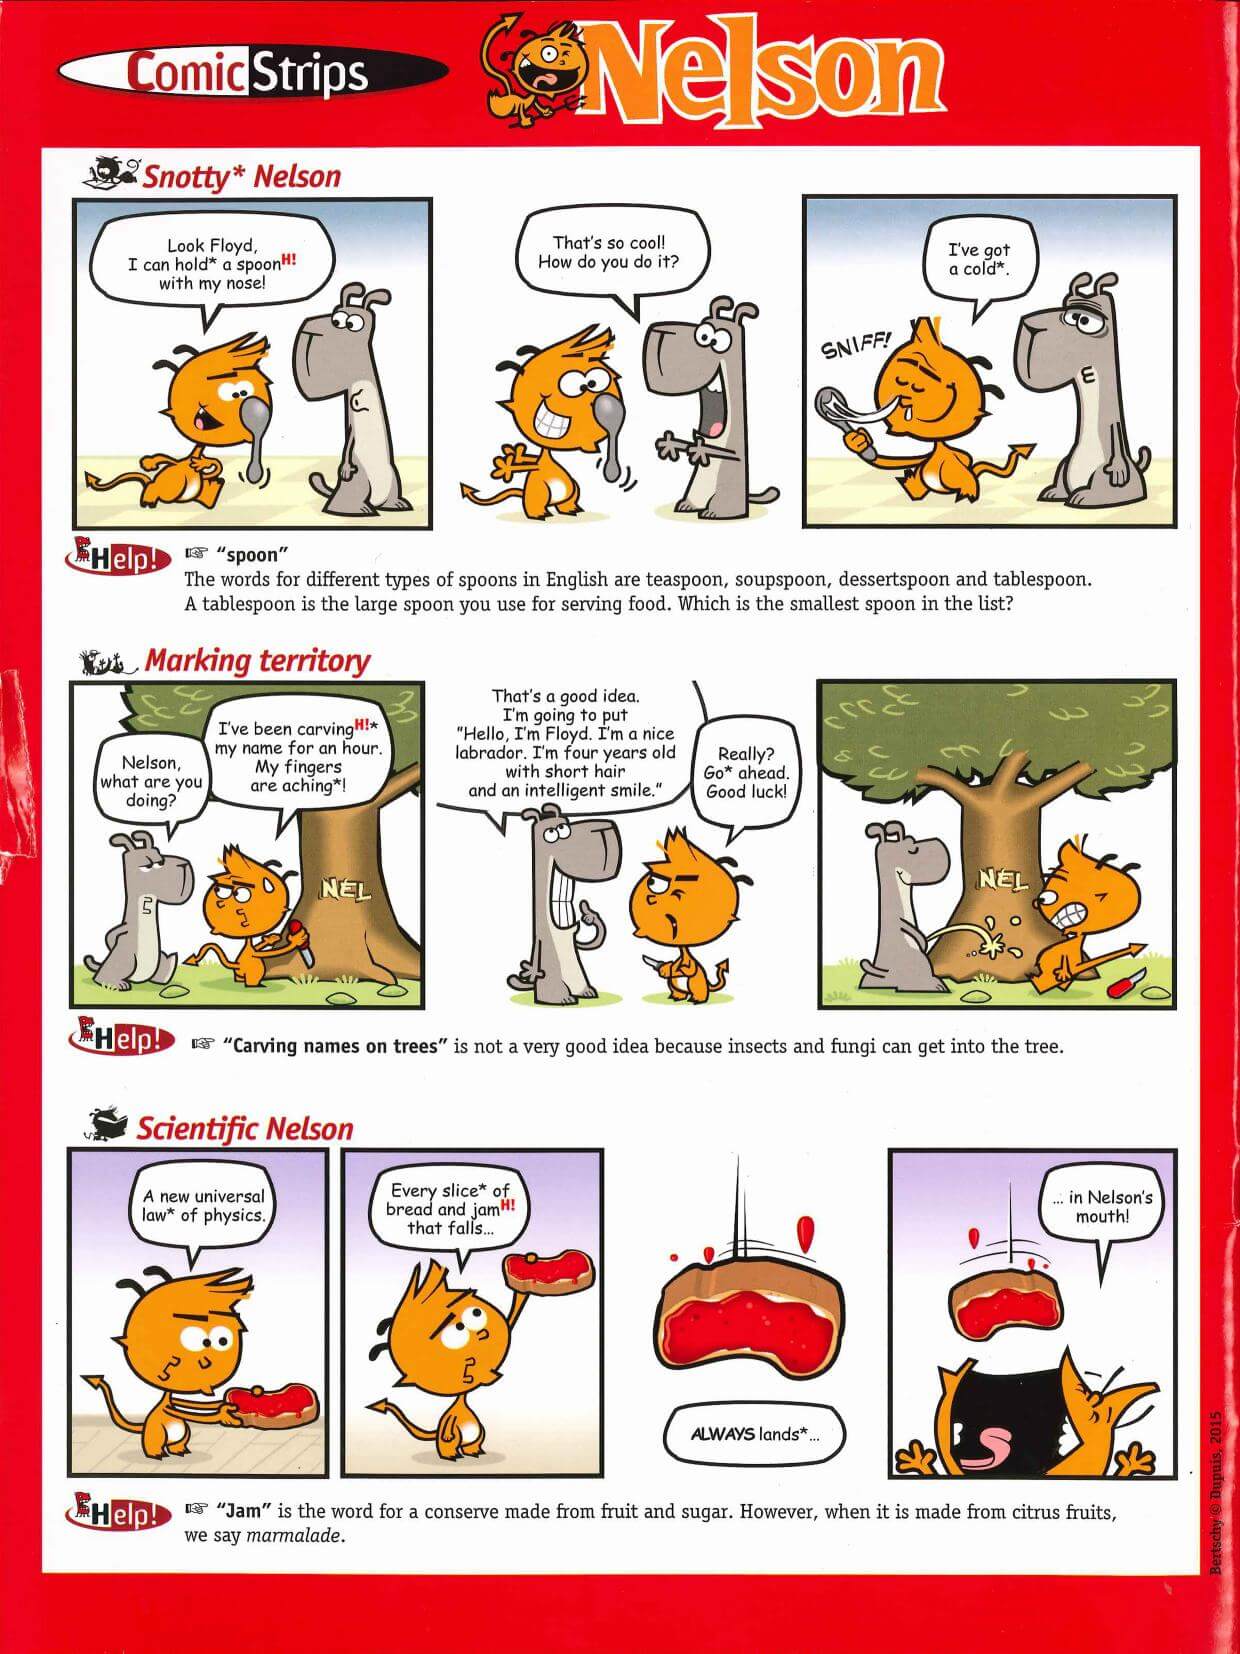 Comic Strips
Nelson
Snotty* Nelson
Look Floyd,
I can hold* a spoonH!
with my nose!
That's so cool!
How do you do it?
I've got
a cold*.
SNIFF!
Help!
☞ “spoon”
The words for different types of spoons in English are teaspoon, soupspoon, dessertspoon and tablespoon.
A tablespoon is the large spoon you use for serving food. Which is the smallest spoon in the list?
Marking territory
Nelson,
what are you
doing?
I've been carvingH!*
my name for an hour.
My fingers
are aching*!
NEL
That's a good idea.
I'm going to put
"Hello, I'm Floyd. I'm a nice
labrador. I'm four years old
with short hair
and an intelligent smile."
Really?
Go* ahead.
Good luck!
NEL
Help!
☞ “Carving names on trees” is not a very good idea because insects and fungi can get into the tree.
Scientific Nelson
A new universal
law* of physics.
Every slice* of
bread and jamH!
that falls...
ALWAYS lands*...
... in Nelson's
mouth!
Help!
☞ “Jam” is the word for a conserve made from fruit and sugar. However, when it is made from citrus fruits,
we say marmalade.
Bertschy © Dupuis, 2015